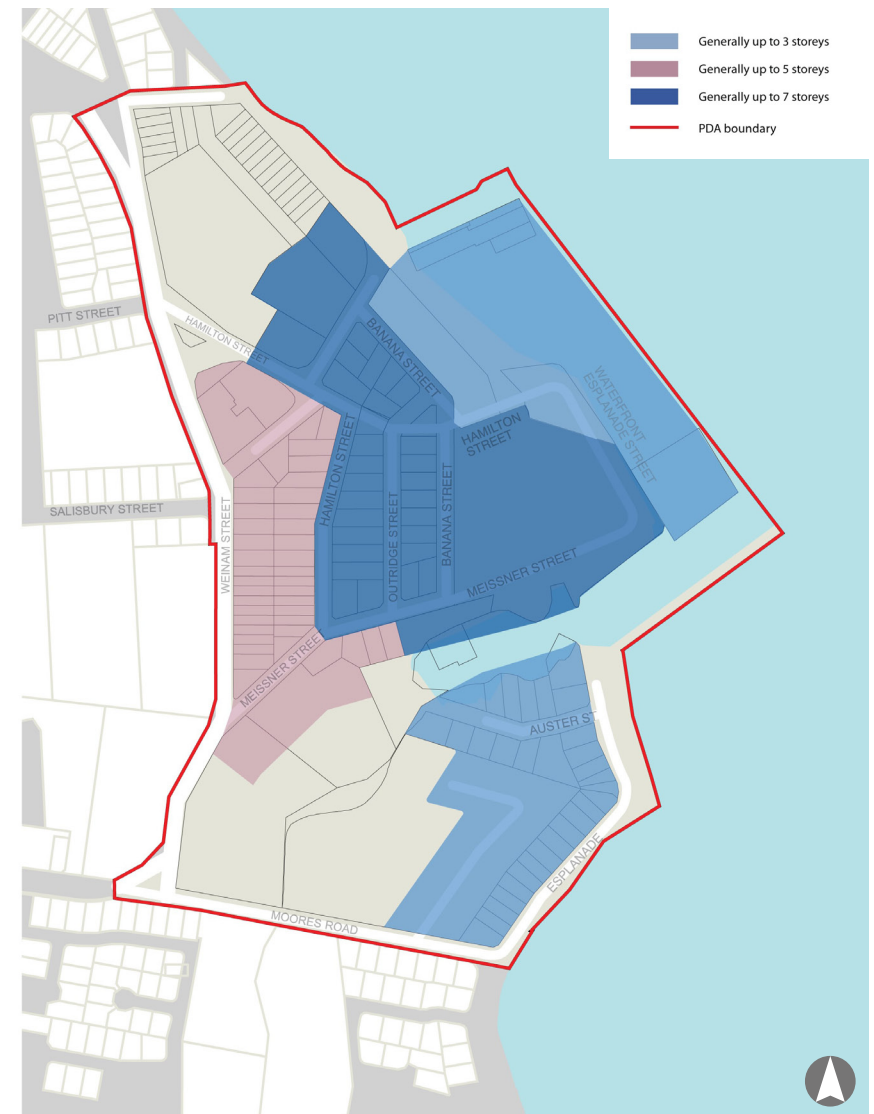 Generally up to 3 storeys
Generally up to 5 storeys
Generally up to 7 storeys
PDA boundary
PITT STREET
HAMILTON STREET
BANANA STREET
WATERFRONT
ESPLANADE STREET
HAMILTON
STREET
HAMILTON STREET
SALISBURY STREET
WEINAM STREET
OUTRIDGE STREET
BANANA STREET
MEISSNER STREET
MEISSNER STREE
AUSTER ST
ESPLANADE
MOORES ROAD